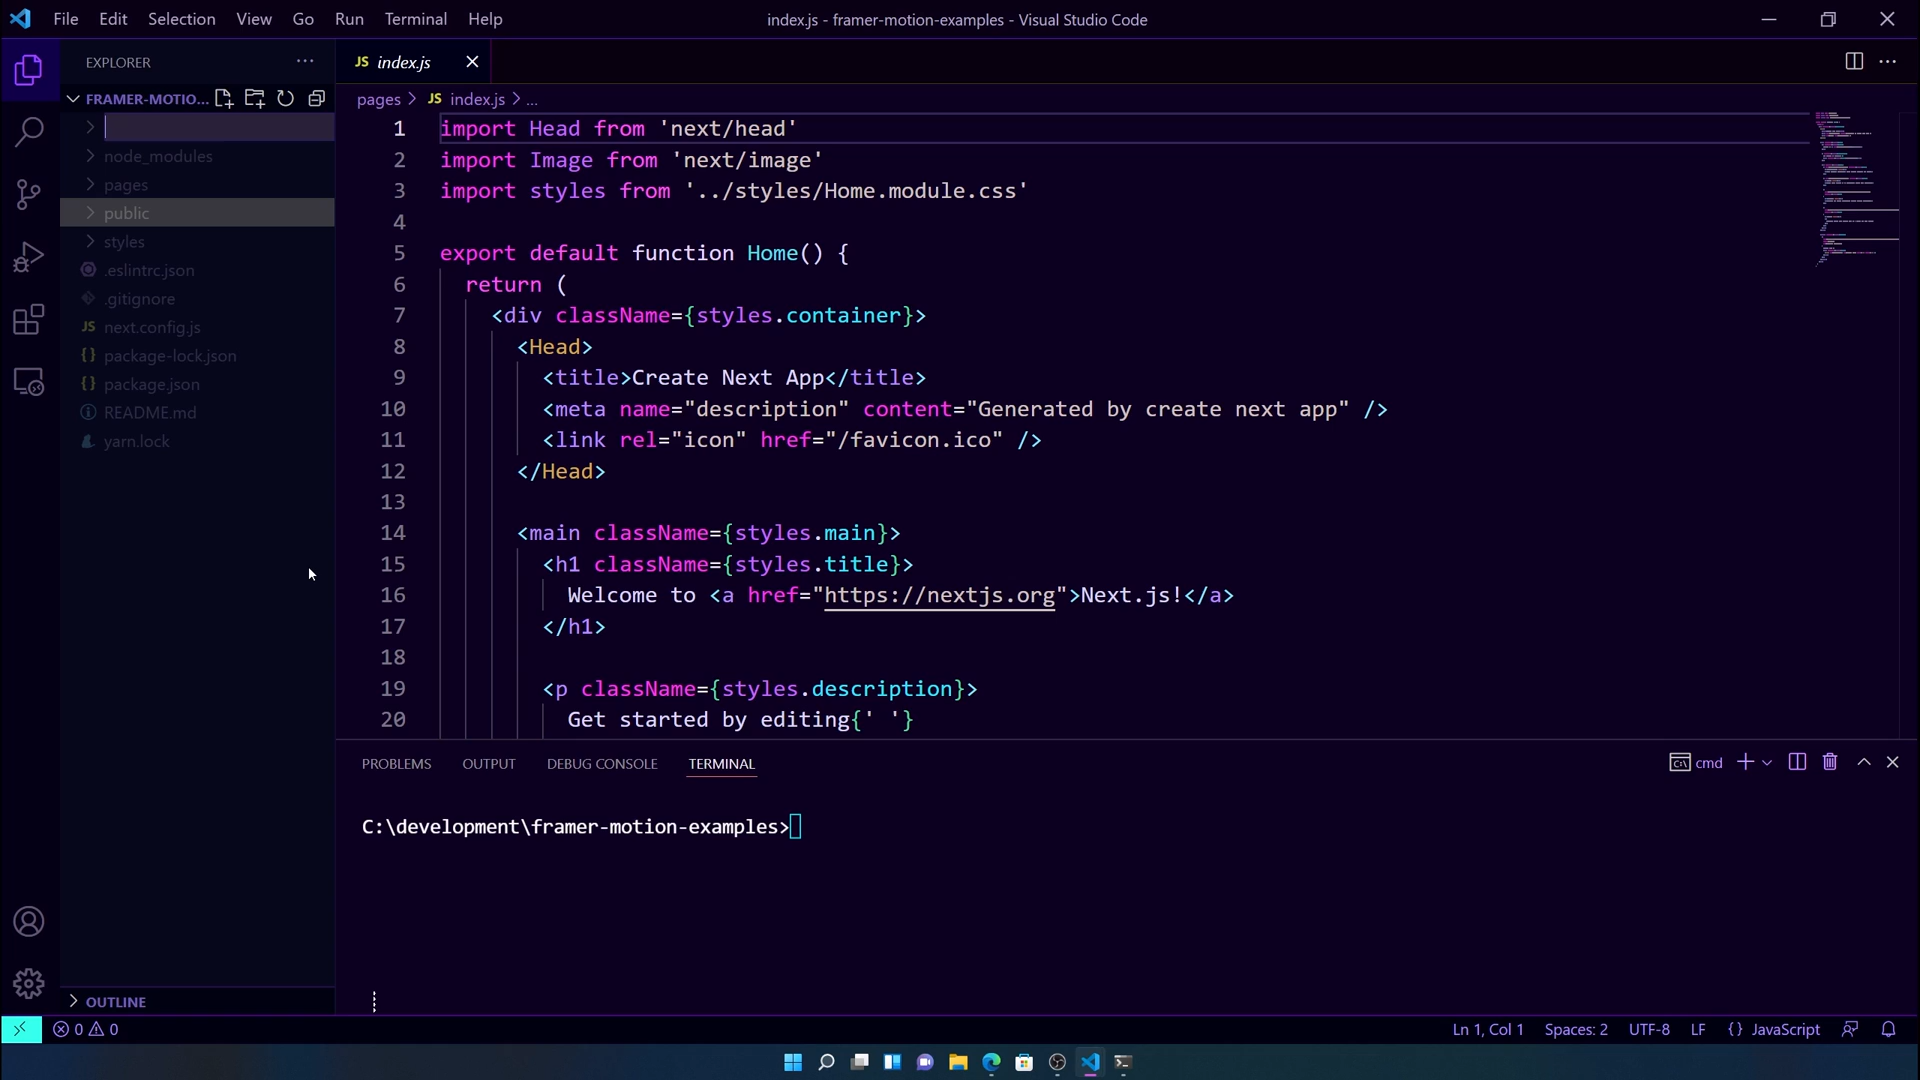 File Edit Selection View Go Run Terminal Help
index.js - framer-motion-examples - Visual Studio Code
EXPLORER
JS index.js
FRAMER-MOTIO...
pages > JS index.js > ...
node_modules
pages
public
styles
.eslintrc.json
.gitignore
JS next.config.js
{} package-lock.json
{} package.json
README.md
yarn.lock
OUTLINE
1 import Head from 'next/head'
2 import Image from 'next/image'
3 import styles from '../styles/Home.module.css'
4
5 export default function Home() {
6 return (
7 <div className={styles.container}>
8 <Head>
9 <title>Create Next App</title>
10 <meta name="description" content="Generated by create next app" />
11 <link rel="icon" href="/favicon.ico" />
12 </Head>
13
14 <main className={styles.main}>
15 <h1 className={styles.title}>
16 Welcome to <a href="https://nextjs.org">Next.js!</a>
17 </h1>
18
19 <p className={styles.description}>
20 Get started by editing{' '}
PROBLEMS OUTPUT DEBUG CONSOLE TERMINAL
cmd
C:\development\framer-motion-examples>
0 0
Ln 1, Col 1 Spaces: 2 UTF-8 LF {} JavaScript